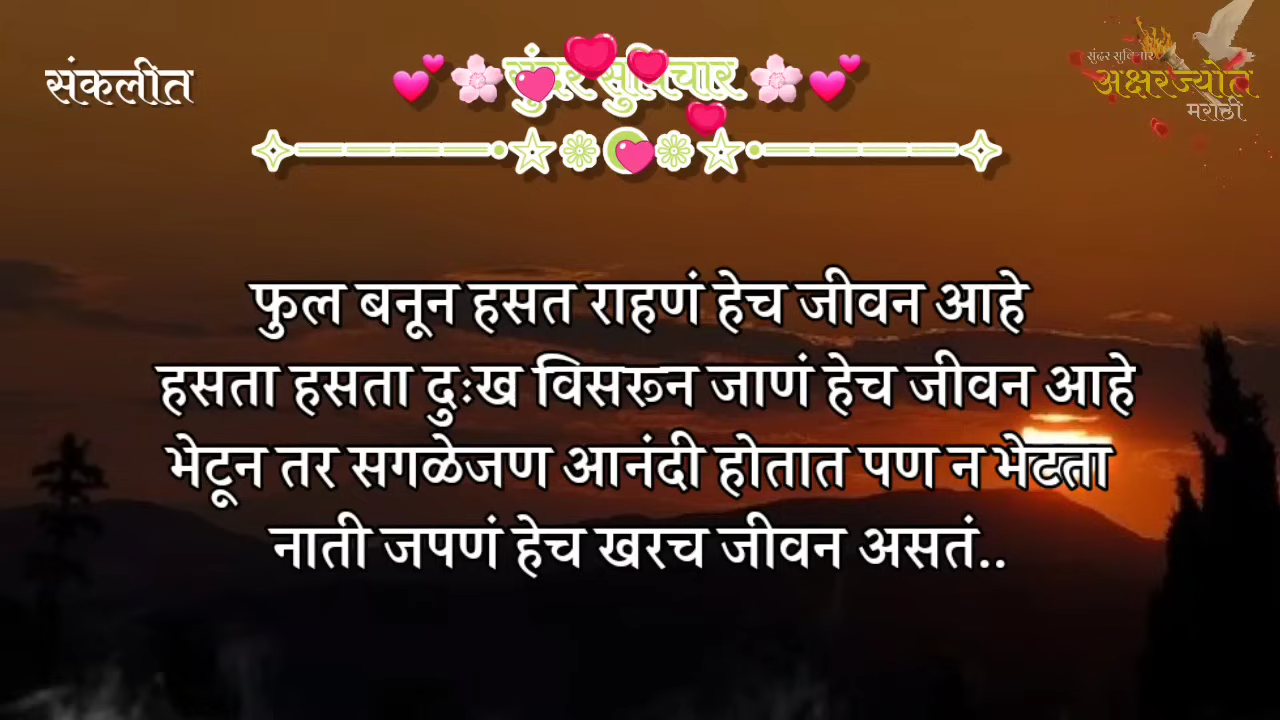 संकलीत
सुंदर सुविचार
सुंदर सुविचार
अक्षरज्योत
मराठी
फुल बनून हसत राहणं हेच जीवन आहे
हसता हसता दुःख विसरून जाणं हेच जीवन आहे
भेटून तर सगळेजण आनंदी होतात पण न भेटता
नाती जपणं हेच खरच जीवन असतं..